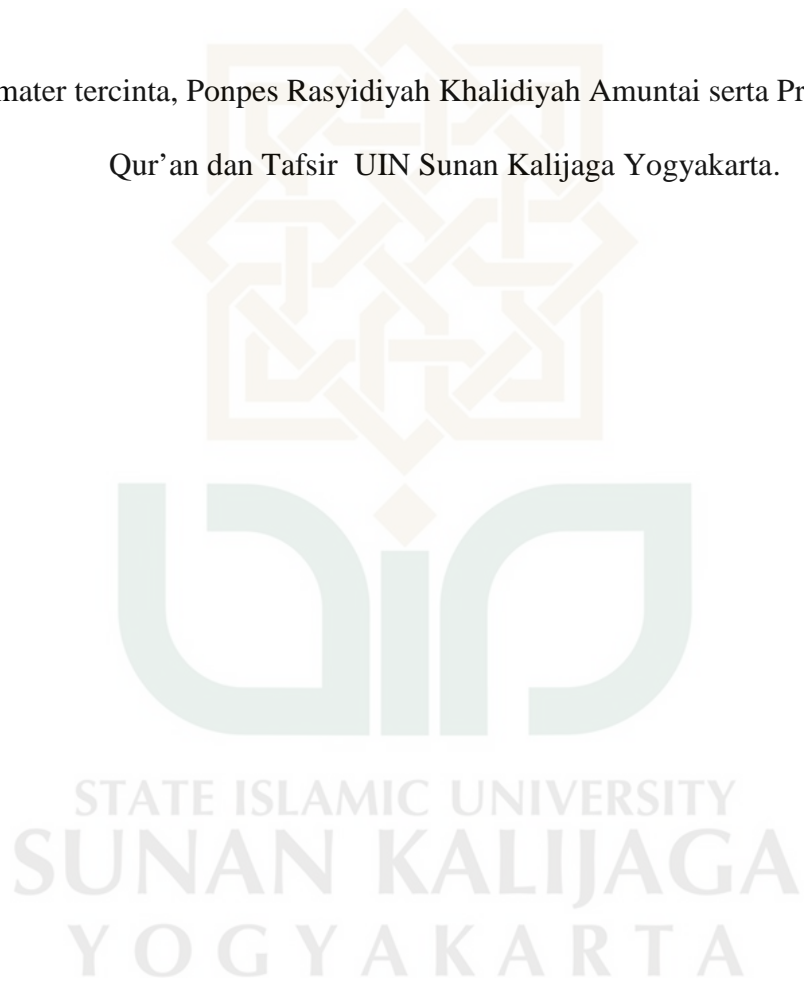 mater tercinta, Ponpes Rasyidiyah Khalidiyah Amuntai serta
Qur’an dan Tafsir UIN Sunan Kalijaga Yogyakarta.
STATE ISLAMIC UNIVERSITY
SUNAN KALIJAGA
YOGYAKARTA